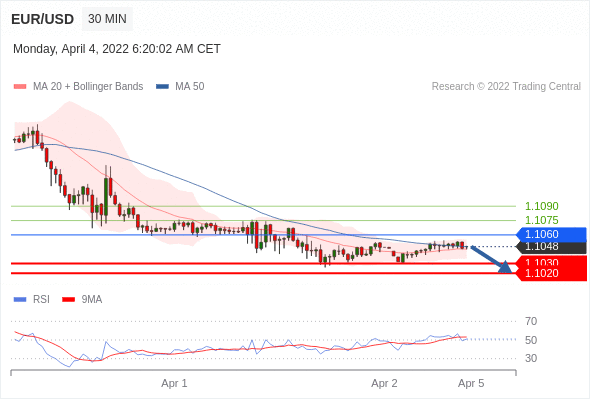 EUR/USD 30 MIN
Monday, April 4, 2022 6:20:02 AM CET
MA 20 + Bollinger Bands MA 50 Research © 2022 Trading Central
1.1090
1.1075
1.1060
1.1048
1.1030
1.1020
RSI 9MA
70
50
30
Apr 1 Apr 2 Apr 5